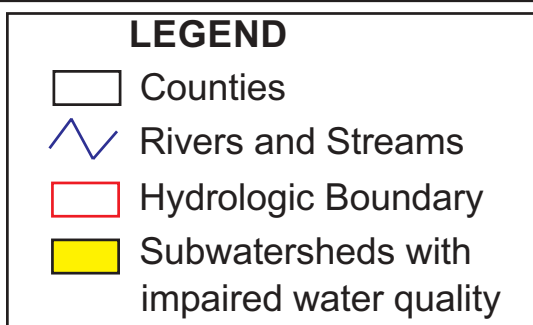 LEGEND
Counties
Rivers and Streams
Hydrologic Boundary
Subwatersheds with
impaired water quality